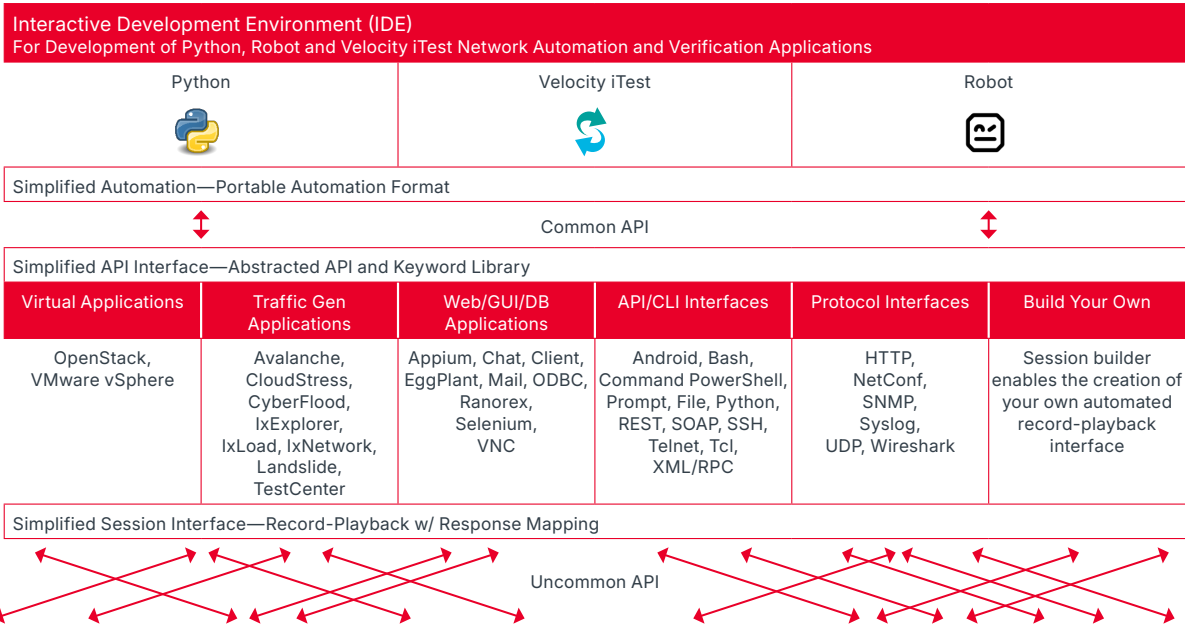 Interactive Development Environment (IDE)
For Development of Python, Robot and Velocity iTest Network Automation and Verification Applications
Python
Velocity iTest
Robot
Simplified Automation—Portable Automation Format
Common API
Simplified API Interface—Abstracted API and Keyword Library
Virtual Applications
Traffic Gen
Applications
Web/GUI/DB
Applications
API/CLI Interfaces
Protocol Interfaces
Build Your Own
OpenStack,
VMware vSphere
Avalanche,
CloudStress,
CyberFlood,
IxExplorer,
IxLoad, IxNetwork,
Landslide,
TestCenter
Appium, Chat, Client,
EggPlant, Mail, ODBC,
Ranorex,
Selenium,
VNC
Android, Bash,
Command PowerShell,
Prompt, File, Python,
REST, SOAP, SSH,
Telnet, Tcl,
XML/RPC
HTTP,
NetConf,
SNMP,
Syslog,
UDP, Wireshark
Session builder
enables the creation of
your own automated
record-playback
interface
Simplified Session Interface—Record-Playback w/ Response Mapping
Uncommon API